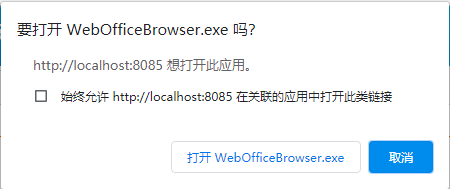 要打开 WebOfficeBrowser.exe 吗?
http://localhost:8085 想打开此应用。
始终允许 http://localhost:8085 在关联的应用中打开此类链接
打开 WebOfficeBrowser.exe
取消